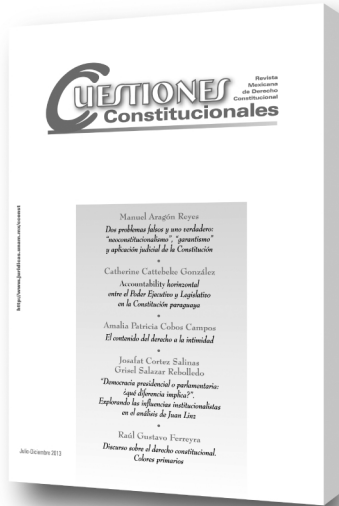 CUESTIONES
Constitucionales
Revista
Mexicana
de Derecho
Constitucional
http://www.juridicas.unam.mx/cconst
Manuel Aragón Reyes
Dos problemas falsos y uno verdadero:
"neoconstitucionalismo", "garantismo"
y aplicación judicial de la Constitución
Catherine Cattebeke González
Accountability horizontal
entre el Poder Ejecutivo y Legislativo
en la Constitución paraguaya
Amalia Patricia Cobos Campos
El contenido del derecho a la intimidad
Josafat Cortez Salinas
Grisel Salazar Rebolledo
"Democracia presidencial o parlamentaria:
¿qué diferencia implica?".
Explorando las influencias institucionalistas
en el análisis de Juan Linz
Raúl Gustavo Ferreyra
Discurso sobre el derecho constitucional.
Colores primarios
Julio-Diciembre 2013